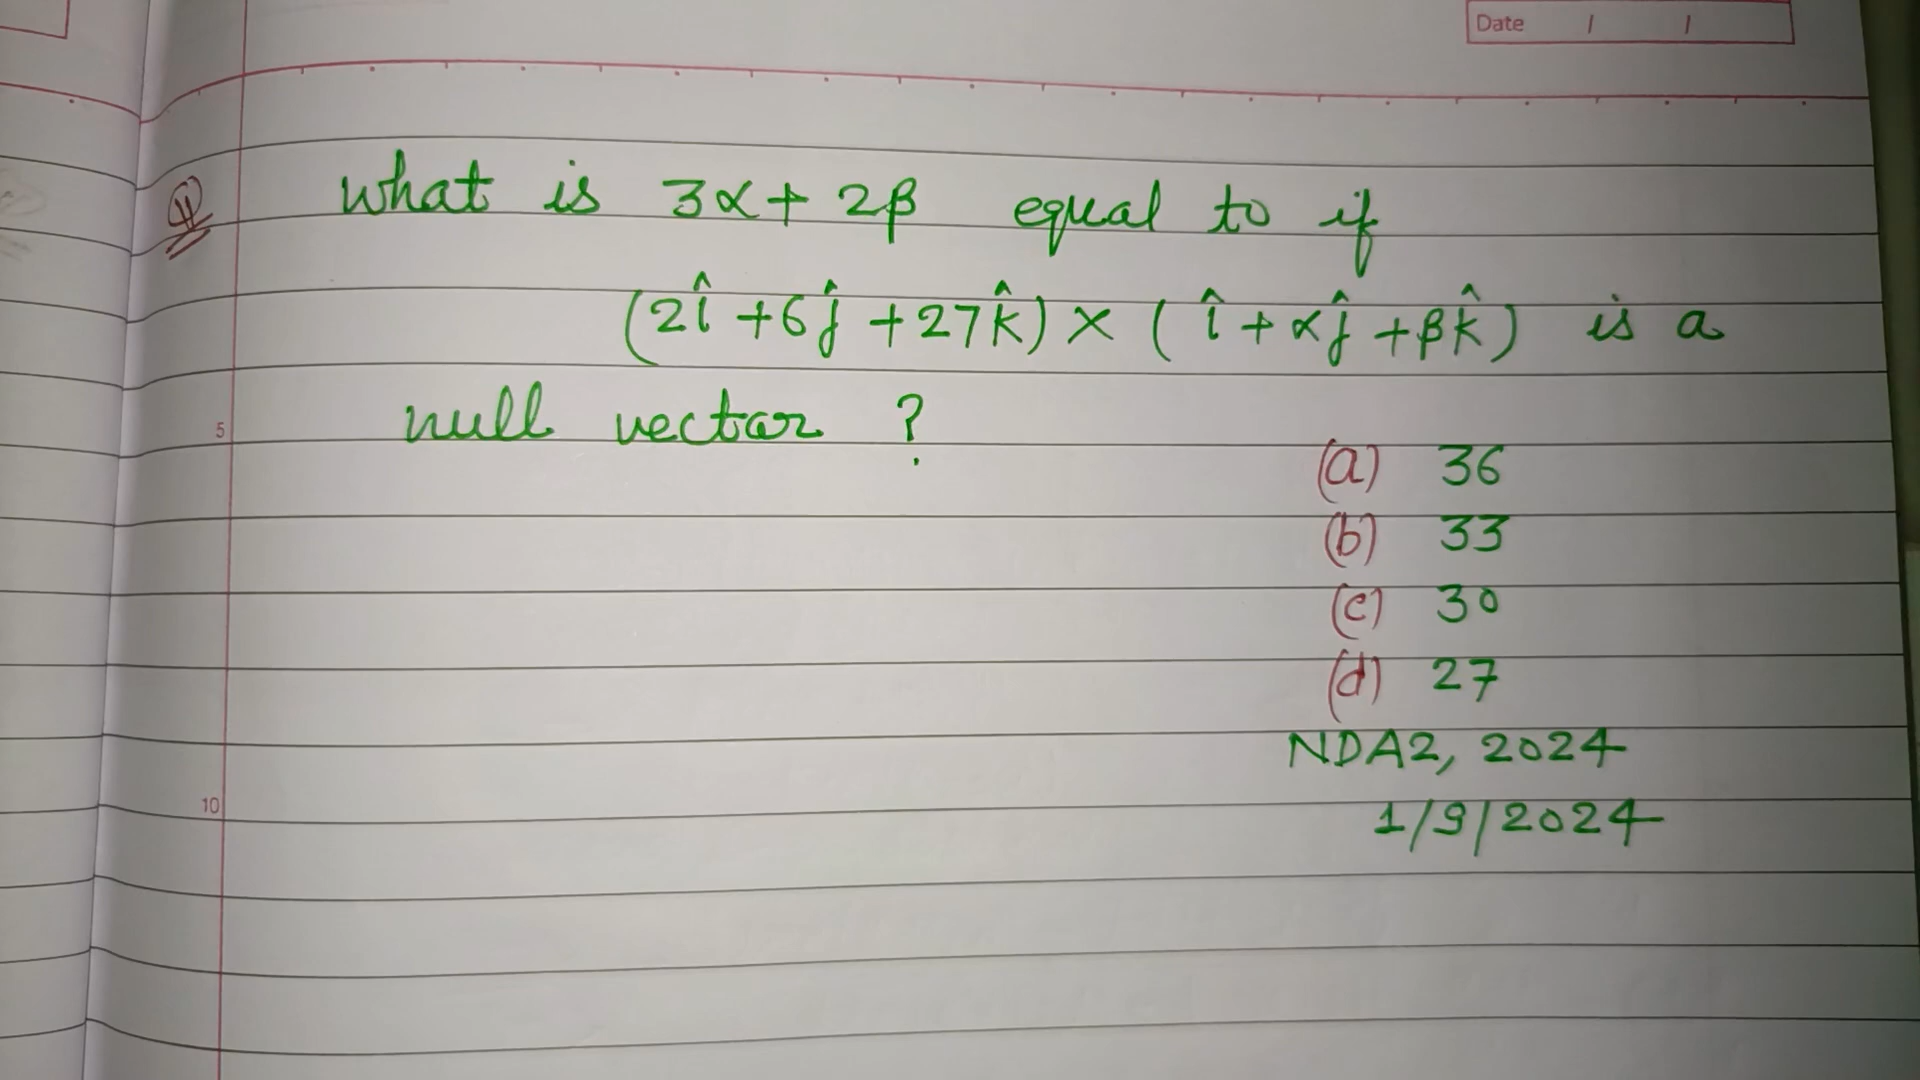 Date / /
Q
what is 3α + 2β equal to if
(2î + 6ĵ + 27k̂) × ( î + αĵ + βk̂ ) is a
null vector ?
5
(a) 36
(b) 33
(c) 30
(d) 27
NDA2, 2024
10
1/9/2024